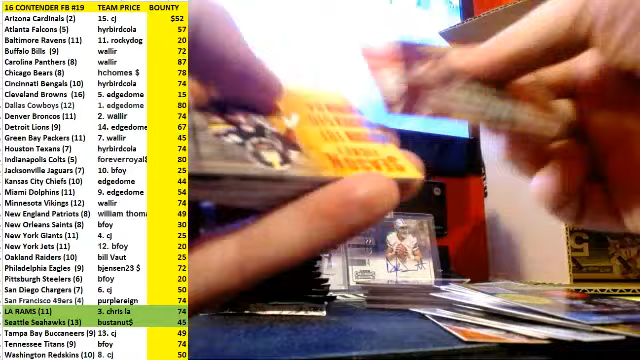 16 CONTENDER FB #19 TEAM PRICE BOUNTY
Arizona Cardinals (2) 15. cj $52
Atlanta Falcons (5) hyrbirdcola 57
Baltimore Ravens (11) 11. rockydog 20
Buffalo Bills (9) wallir 72
Carolina Panthers (8) wallir 87
Chicago Bears (8) hchomes $ 78
Cincinnati Bengals (10) hyrbirdcola 74
Cleveland Browns (16) 5. edgedome 15
Dallas Cowboys (12) 1. edgedome 80
Denver Broncos (11) 2. wallir 74
Detroit Lions (9) 14. edgedome 67
Green Bay Packers (11) 7. wallir 45
Houston Texans (7) hyrbirdcola 74
Indianapolis Colts (5) foreverroyal$ 80
Jacksonville Jaguars (7) 10. bfoy 25
Kansas City Chiefs (10) edgedome 44
Miami Dolphins (11) 9. edgedome 54
Minnesota Vikings (12) wallir 74
New England Patriots (8) william thoma 49
New Orleans Saints (8) bfoy 30
New York Giants (11) 4. cj 25
New York Jets (11) 12. bfoy 20
Oakland Raiders (10) bill Vaut 25
Philadelphia Eagles (9) bjensen23 $ 72
Pittsburgh Steelers (6) bfoy 20
San Diego Chargers (7) 6. cj 50
San Francisco 49ers (4) purplereign 74
LA RAMS (11) 3. chris la 74
Seattle Seahawks (13) bustanut$ 45
Tampa Bay Buccaneers (9) 13. cj 49
Tennessee Titans (9) bfoy 74
Washington Redskins (10) 8. cj 50
SEASON